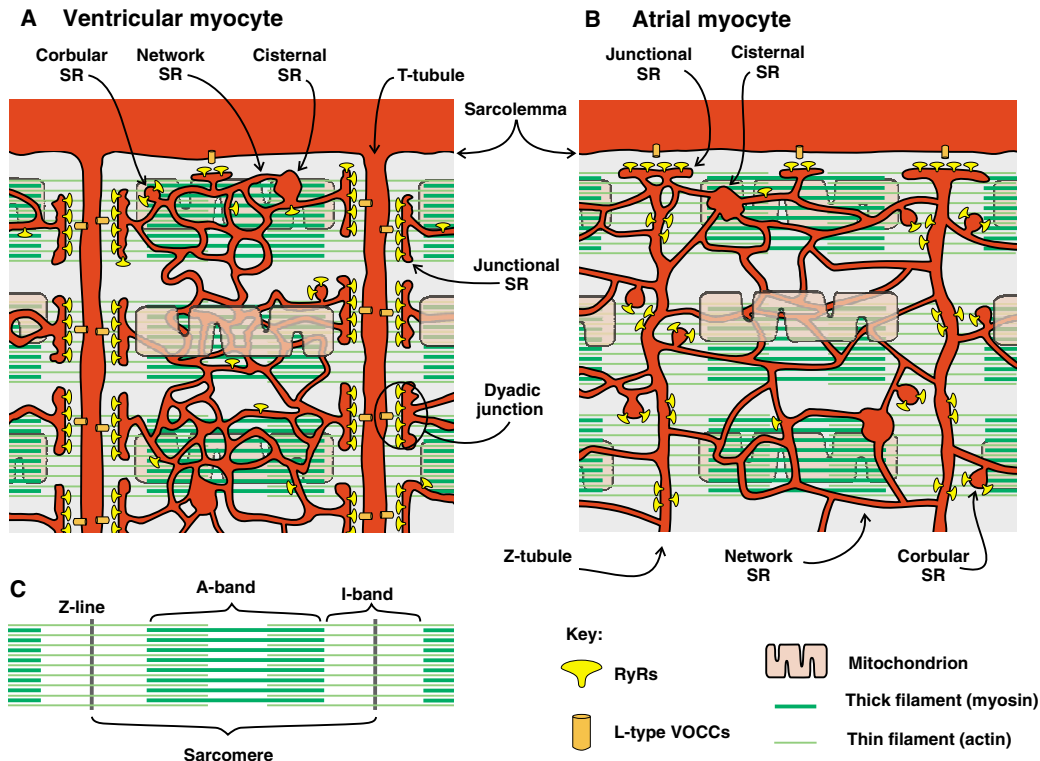 A Ventricular myocyte
Corbular
SR
Network
SR
Cisternal
SR
T-tubule
Sarcolemma
Junctional
SR
Dyadic
junction
B Atrial myocyte
Junctional
SR
Cisternal
SR
Z-tubule
Network
SR
Corbular
SR
C
Z-line
A-band
I-band
Sarcomere
Key:
RyRs
L-type VOCCs
Mitochondrion
Thick filament (myosin)
Thin filament (actin)